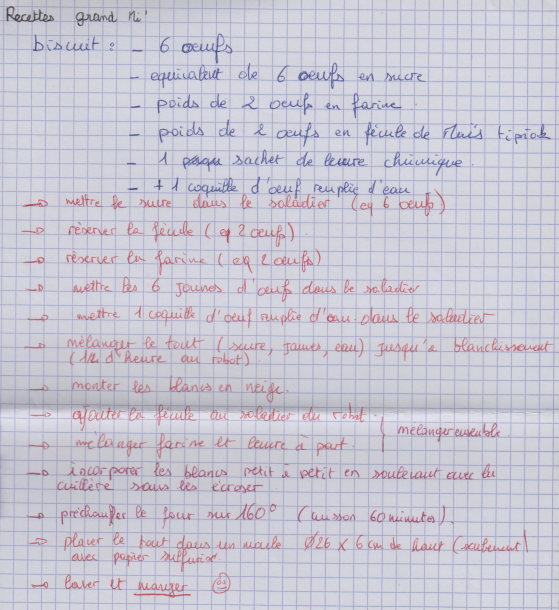 Recettes grand Ni'
biscuit : - 6 oeufs
- equivalent de 6 oeufs en sucre
- poids de 2 oeuf en farine
- poids de 2 oeufs en fécule de Maïs
- 1 sachet de levure chimique
- + 1 coquille d'oeuf remplie d'eau
→ mettre le sucre dans le saladier (eq 6 oeufs)
→ réserver la fécule (eq 2 oeufs)
→ réserver la farine (eq 2 oeufs)
→ mettre les 6 jaunes d'oeufs dans le saladier
→ mettre 1 coquille d'oeuf remplie d'eau dans le saladier
→ mélanger le tout (sucre, jaunes, eau) jusqu'a blanchissement
(1/2 d'heure au robot)
→ monter les blancs en neige.
→ ajouter la fécule au saladier du robot.
→ mélanger farine et levure à part. } mélanger ensemble
→ incorporer les blancs petit à petit en soulevant avec la
cuillère sans les écraser
→ préchauffer le four sur 160° (cuisson 60 minutes).
→ placer le tout dans un moule Ø26 x 6 cm de haut (seulement)
avec papier sulfurisé.
→ laver et manger